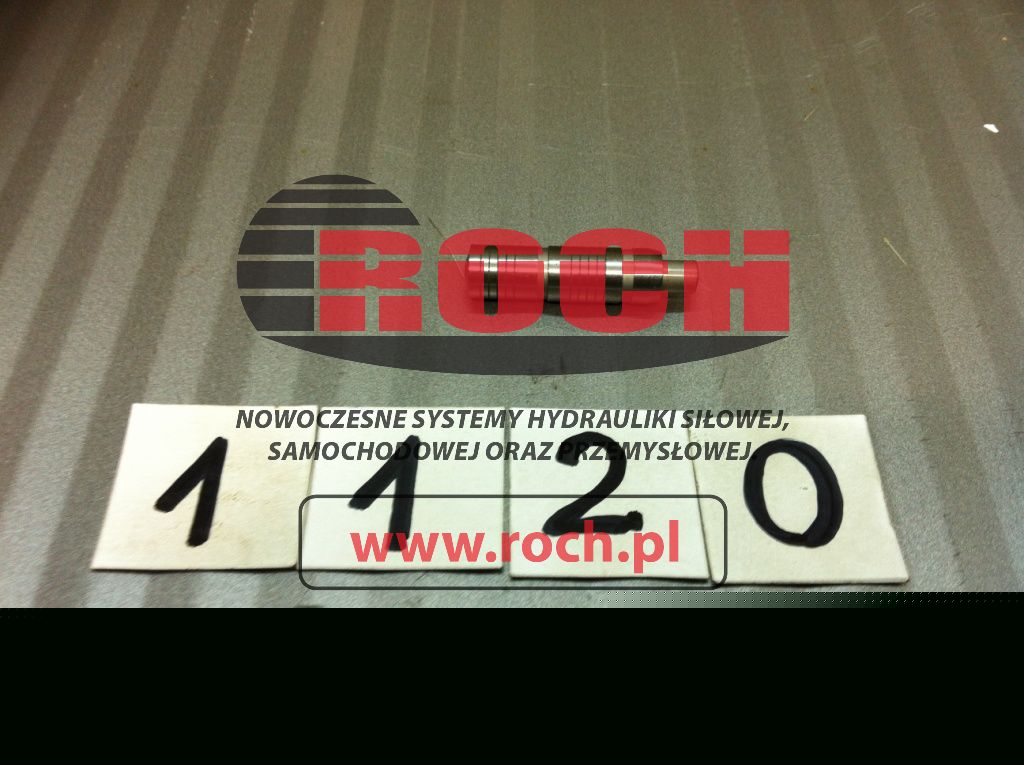 ROCH
NOWOCZESNE SYSTEMY HYDRAULIKI SIŁOWEJ,
SAMOCHODOWEJ ORAZ PRZEMYSŁOWEJ.
1 1 2 0
www.roch.pl